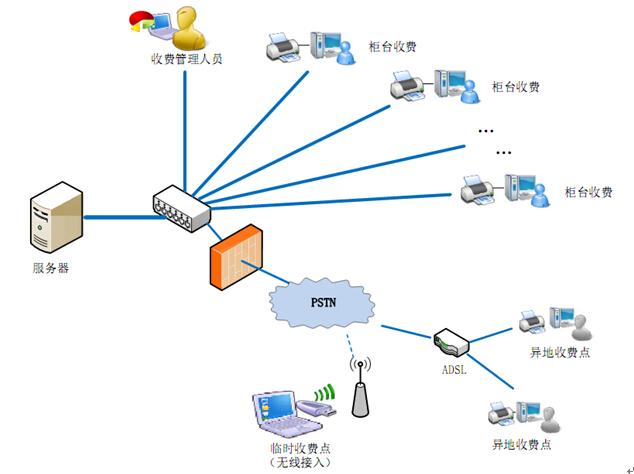 收费管理人员
柜台收费
柜台收费
...
...
柜台收费
服务器
PSTN
ADSL
异地收费点
临时收费点
（无线接入）
异地收费点